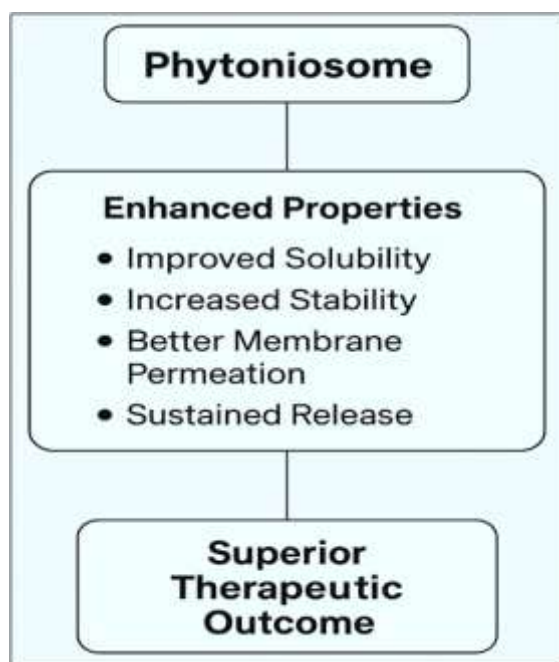 Phytoniosome
Enhanced Properties
• Improved Solubility
• Increased Stability
• Better Membrane
Permeation
• Sustained Release
Superior
Therapeutic
Outcome